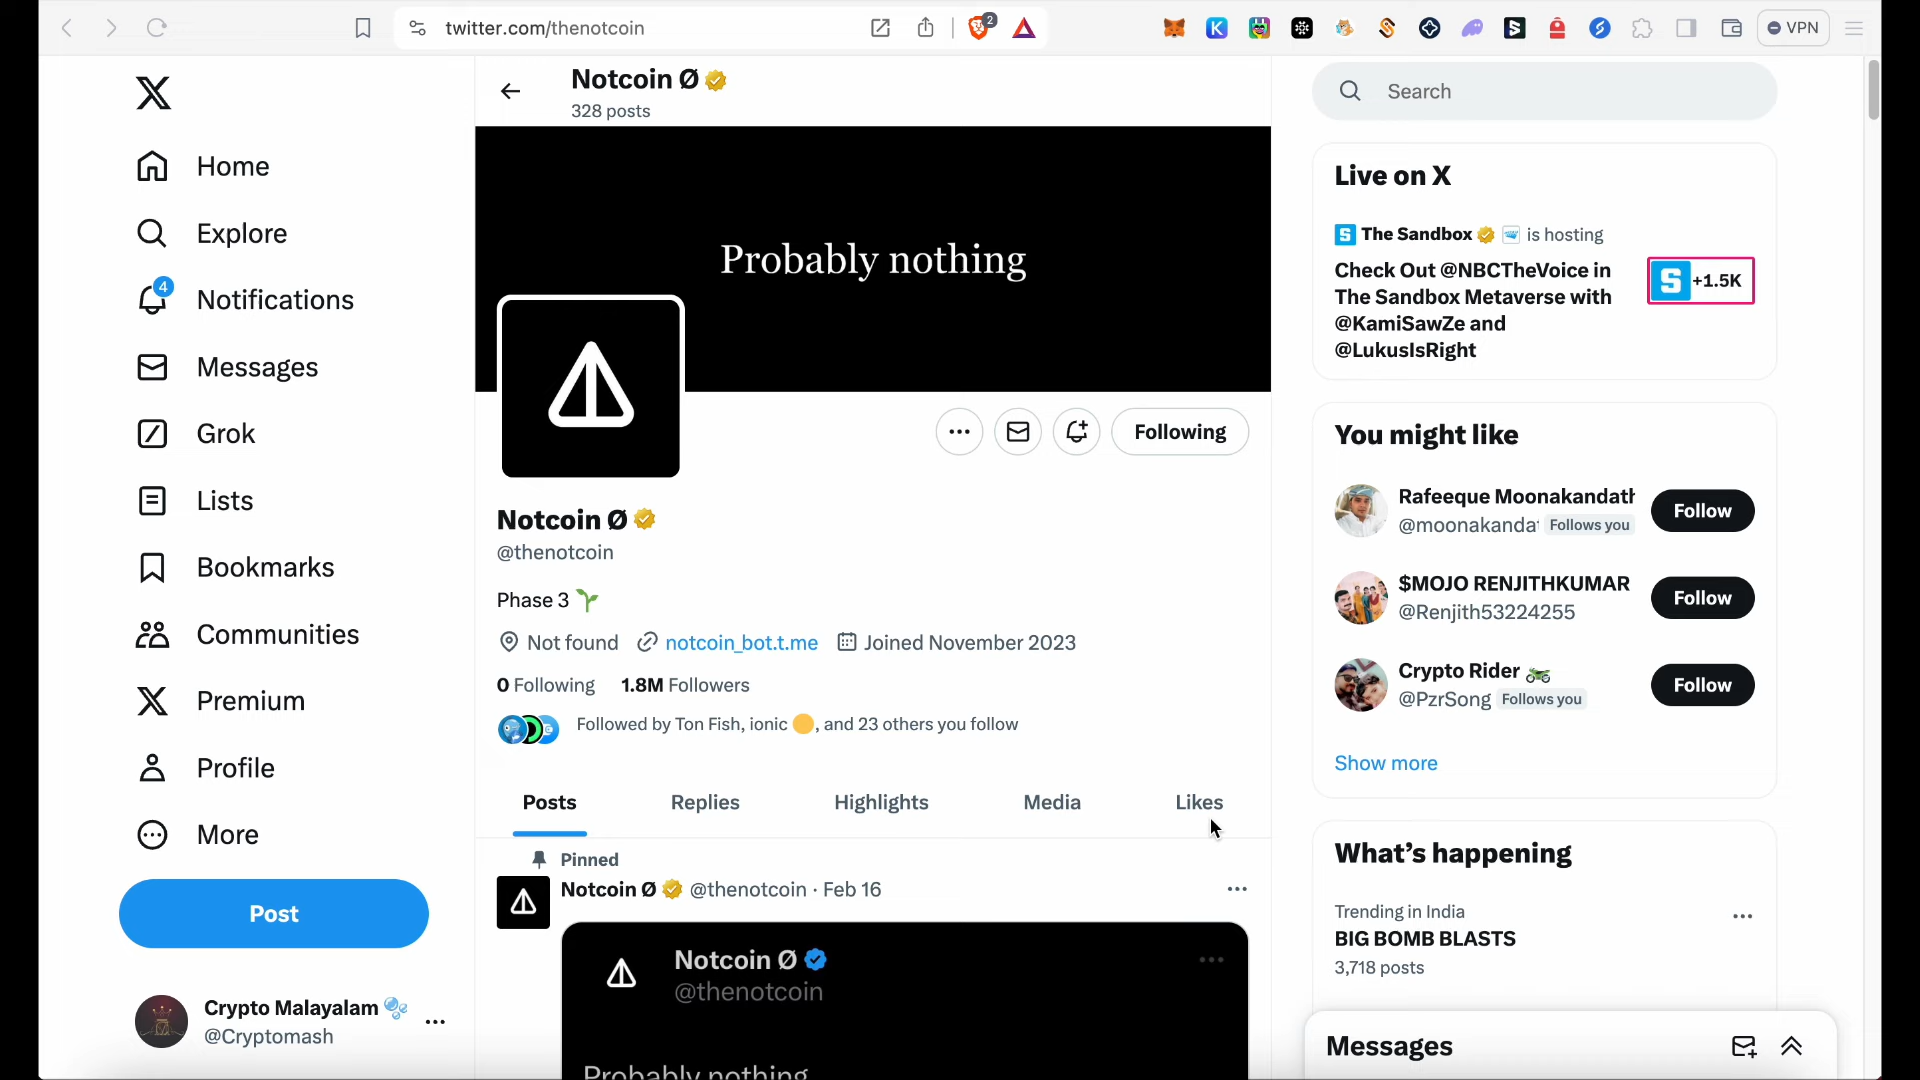 twitter.com/thenotcoin
2
VPN
Notcoin Ø
328 posts
Search
Home
Explore
4
Notifications
Messages
Grok
Lists
Bookmarks
Communities
Premium
Profile
More
Post
Crypto Malayalam
@Cryptomash
Probably nothing
Following
Notcoin Ø
@thenotcoin
Phase 3
Not found notcoin_bot.t.me Joined November 2023
0 Following 1.8M Followers
Followed by Ton Fish, ionic , and 23 others you follow
Posts Replies Highlights Media Likes
Pinned
Notcoin Ø @thenotcoin · Feb 16
Notcoin Ø
@thenotcoin
Probably nothing
Live on X
The Sandbox is hosting
Check Out @NBCTheVoice in
The Sandbox Metaverse with
@KamiSawZe and
@LukusIsRight
S +1.5K
You might like
Rafeeque Moonakandath
@moonakanda Follows you
Follow
$MOJO RENJITHKUMAR
@Renjith53224255
Follow
Crypto Rider
@PzrSong Follows you
Follow
Show more
What's happening
Trending in India
BIG BOMB BLASTS
3,718 posts
Messages